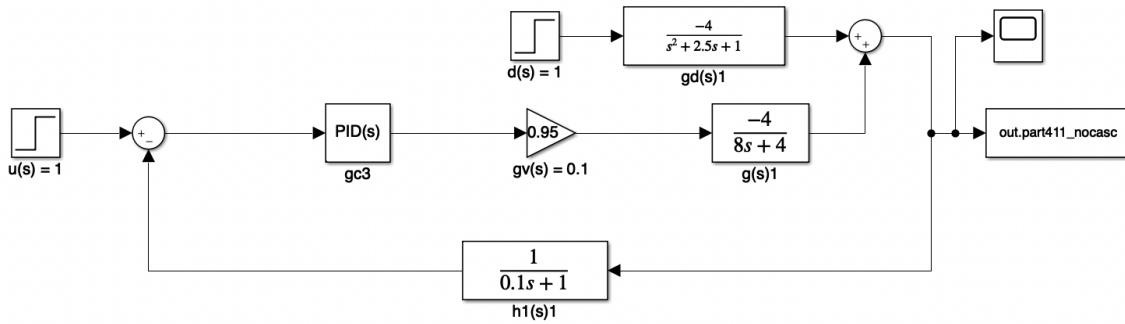 -4
s² + 2.5s + 1
d(s) = 1
gd(s)1
+
+
+
−
PID(s)
0.95
-4
8s + 4
out.part411_nocasc
u(s) = 1
gc3
gv(s) = 0.1
g(s)1
1
0.1s + 1
h1(s)1